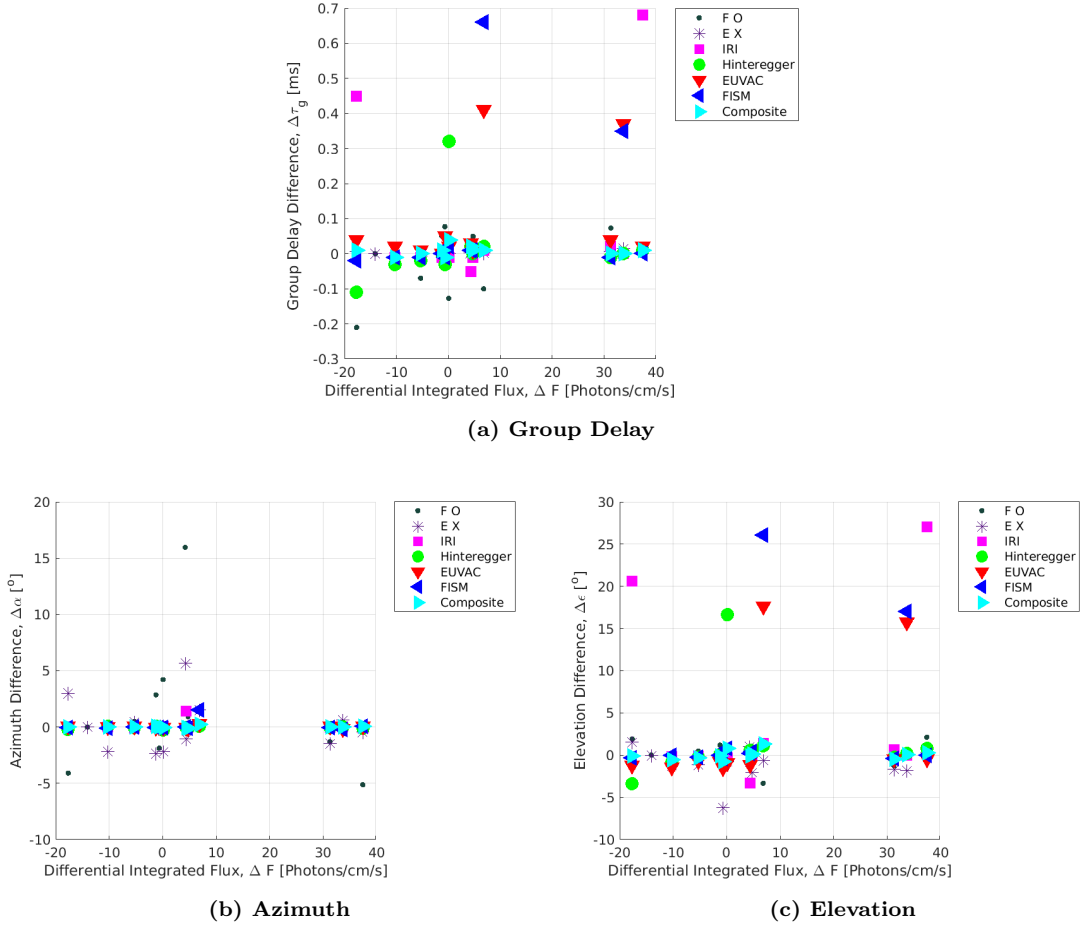 0.7
0.6
0.5
0.4
0.3
0.2
0.1
0
-0.1
-0.2
-0.3
Group Delay Difference, Δτg [ms]
-20 -10 0 10 20 30 40
Differential Integrated Flux, Δ F [Photons/cm/s]
F O
E X
IRI
Hinteregger
EUVAC
FISM
Composite
(a) Group Delay
20
15
10
5
0
-5
-10
Azimuth Difference, Δα [o]
-20 -10 0 10 20 30 40
Differential Integrated Flux, Δ F [Photons/cm/s]
F O
E X
IRI
Hinteregger
EUVAC
FISM
Composite
(b) Azimuth
30
25
20
15
10
5
0
-5
-10
Elevation Difference, Δϵ [o]
-20 -10 0 10 20 30 40
Differential Integrated Flux, Δ F [Photons/cm/s]
F O
E X
IRI
Hinteregger
EUVAC
FISM
Composite
(c) Elevation